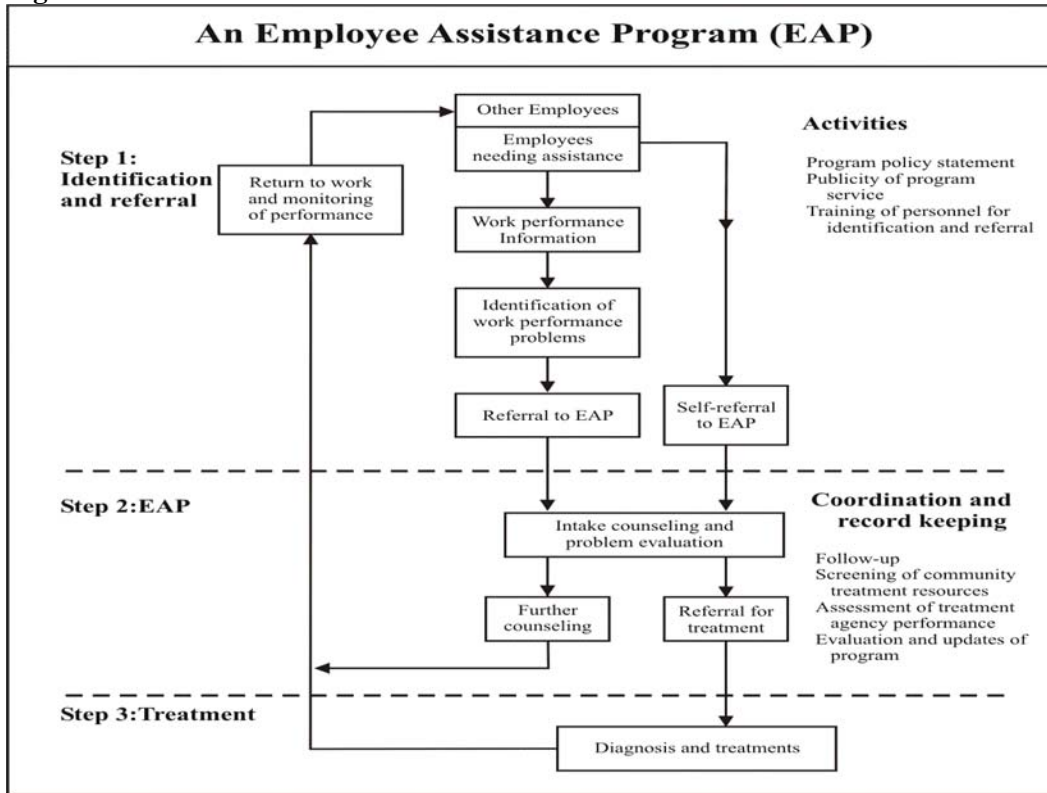 An Employee Assistance Program (EAP)
Other Employees
Employees
needing assistance
Activities
Step 1:
Identification
and referral
Return to work
and monitoring
of performance
Program policy statement
Publicity of program
service
Training of personnel for
identification and referral
Work performance
Information
Identification of
work performance
problems
Referral to EAP
Self-referral
to EAP
Step 2:EAP
Coordination and
record keeping
Intake counseling and
problem evaluation
Follow-up
Screening of community
treatment resources
Assessment of treatment
agency performance
Evaluation and updates of
program
Further
counseling
Referral for
treatment
Step 3:Treatment
Diagnosis and treatments